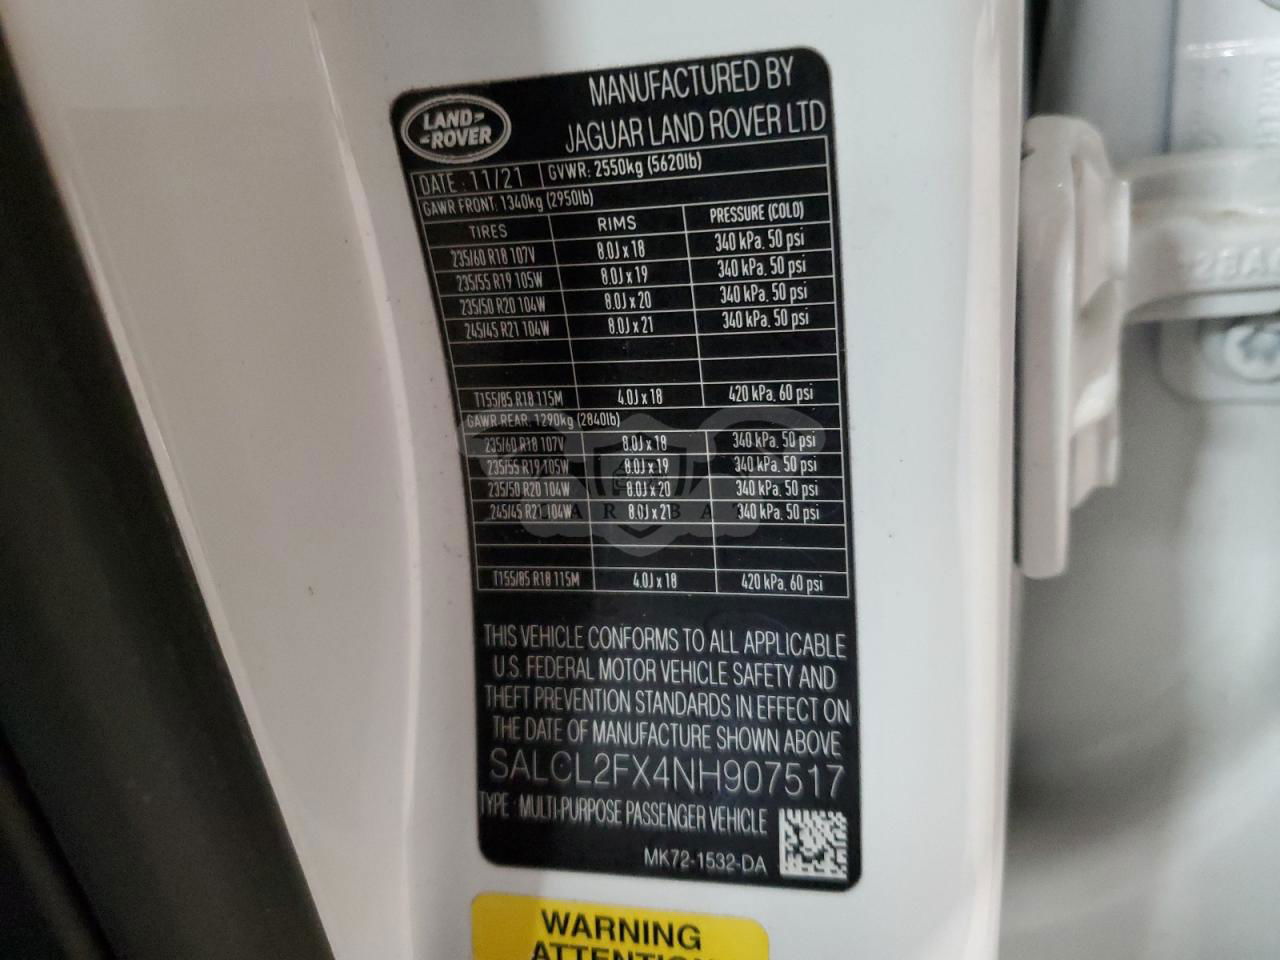 LAND-
-ROVER
MANUFACTURED BY
JAGUAR LAND ROVER LTD
DATE : 11/21 GVWR: 2550kg (5620lb)
GAWR FRONT: 1340kg (2950lb)
TIRES RIMS PRESSURE (COLD)
235/60 R18 107V 8.0J x 18 340 kPa, 50 psi
235/55 R19 105W 8.0J x 19 340 kPa, 50 psi
235/50 R20 104W 8.0J x 20 340 kPa, 50 psi
245/45 R21 104W 8.0J x 21 340 kPa, 50 psi
T155/85 R18 115M 4.0J x 18 420 kPa, 60 psi
GAWR REAR: 1290kg (2840lb)
235/60 R18 107V 8.0J x 18 340 kPa, 50 psi
235/55 R19 105W 8.0J x 19 340 kPa, 50 psi
235/50 R20 104W 8.0J x 20 340 kPa, 50 psi
245/45 R21 104W 8.0J x 21 340 kPa, 50 psi
T155/85 R18 115M 4.0J x 18 420 kPa, 60 psi
THIS VEHICLE CONFORMS TO ALL APPLICABLE
U.S. FEDERAL MOTOR VEHICLE SAFETY AND
THEFT PREVENTION STANDARDS IN EFFECT ON
THE DATE OF MANUFACTURE SHOWN ABOVE
SALCL2FX4NH907517
TYPE : MULTI-PURPOSE PASSENGER VEHICLE
MK72-1532-DA
WARNING
ATTENTION